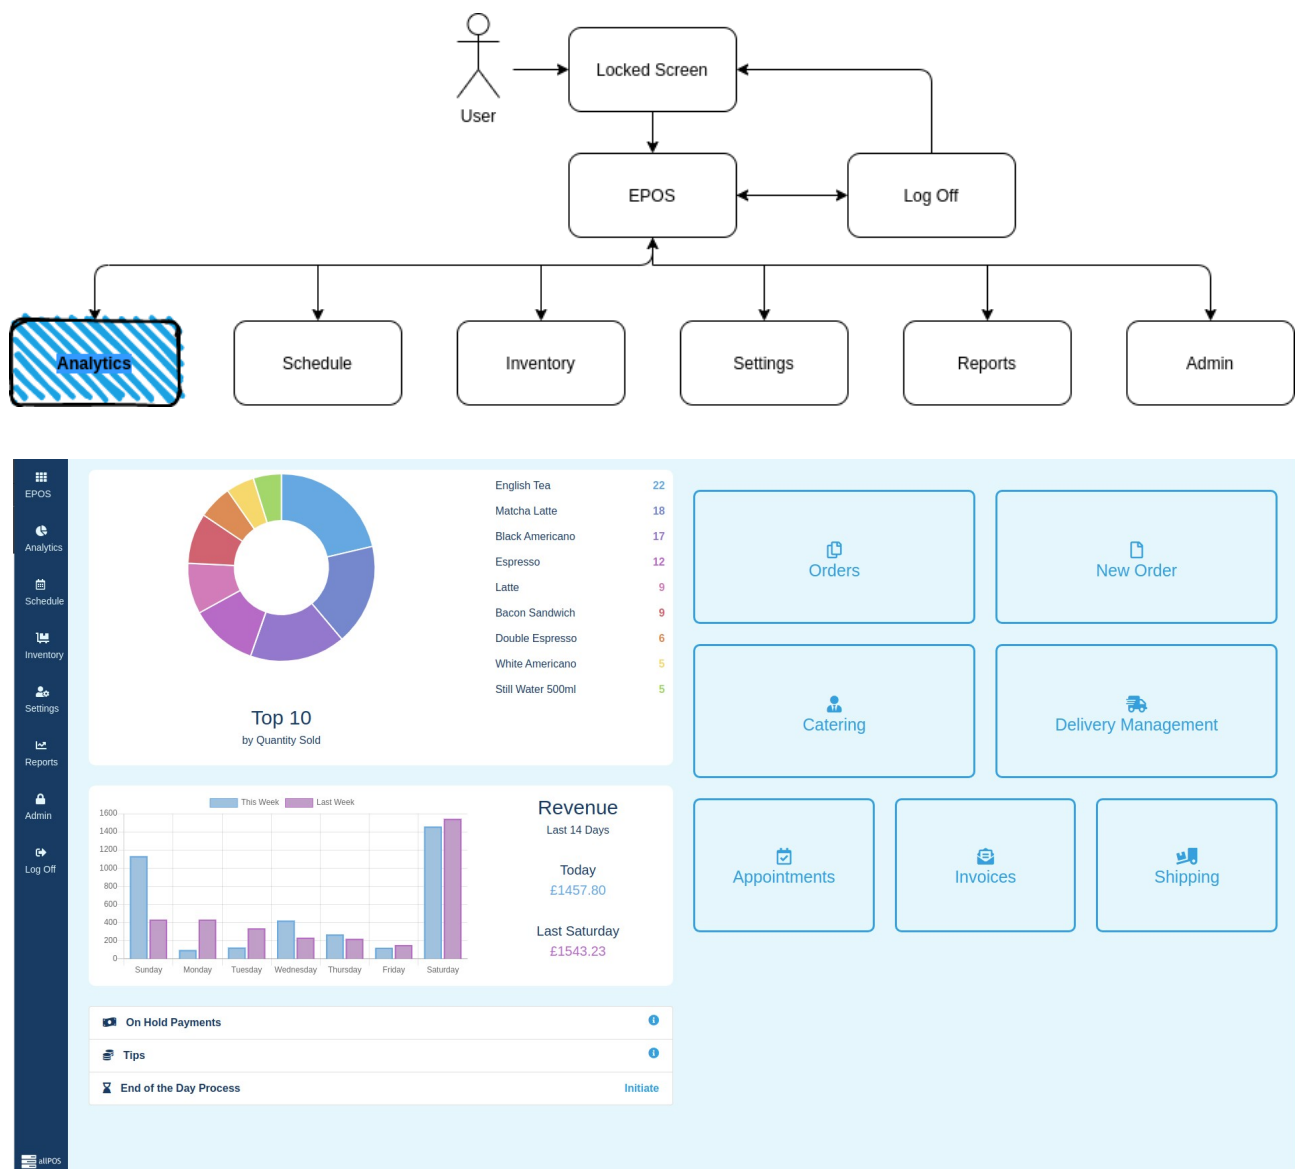 User
Locked Screen
EPOS
Log Off
Analytics
Schedule
Inventory
Settings
Reports
Admin
EPOS
Analytics
Schedule
Inventory
Settings
Reports
Admin
Log Off
allPOS
English Tea 22
Matcha Latte 18
Black Americano 17
Espresso 12
Latte 9
Bacon Sandwich 9
Double Espresso 6
White Americano 5
Still Water 500ml 5
Top 10
by Quantity Sold
This Week Last Week
1600
1400
1200
1000
800
600
400
200
0
Sunday Monday Tuesday Wednesday Thursday Friday Saturday
Revenue
Last 14 Days
Today
£1457.80
Last Saturday
£1543.23
On Hold Payments
Tips
End of the Day Process Initiate
Orders
New Order
Catering
Delivery Management
Appointments
Invoices
Shipping